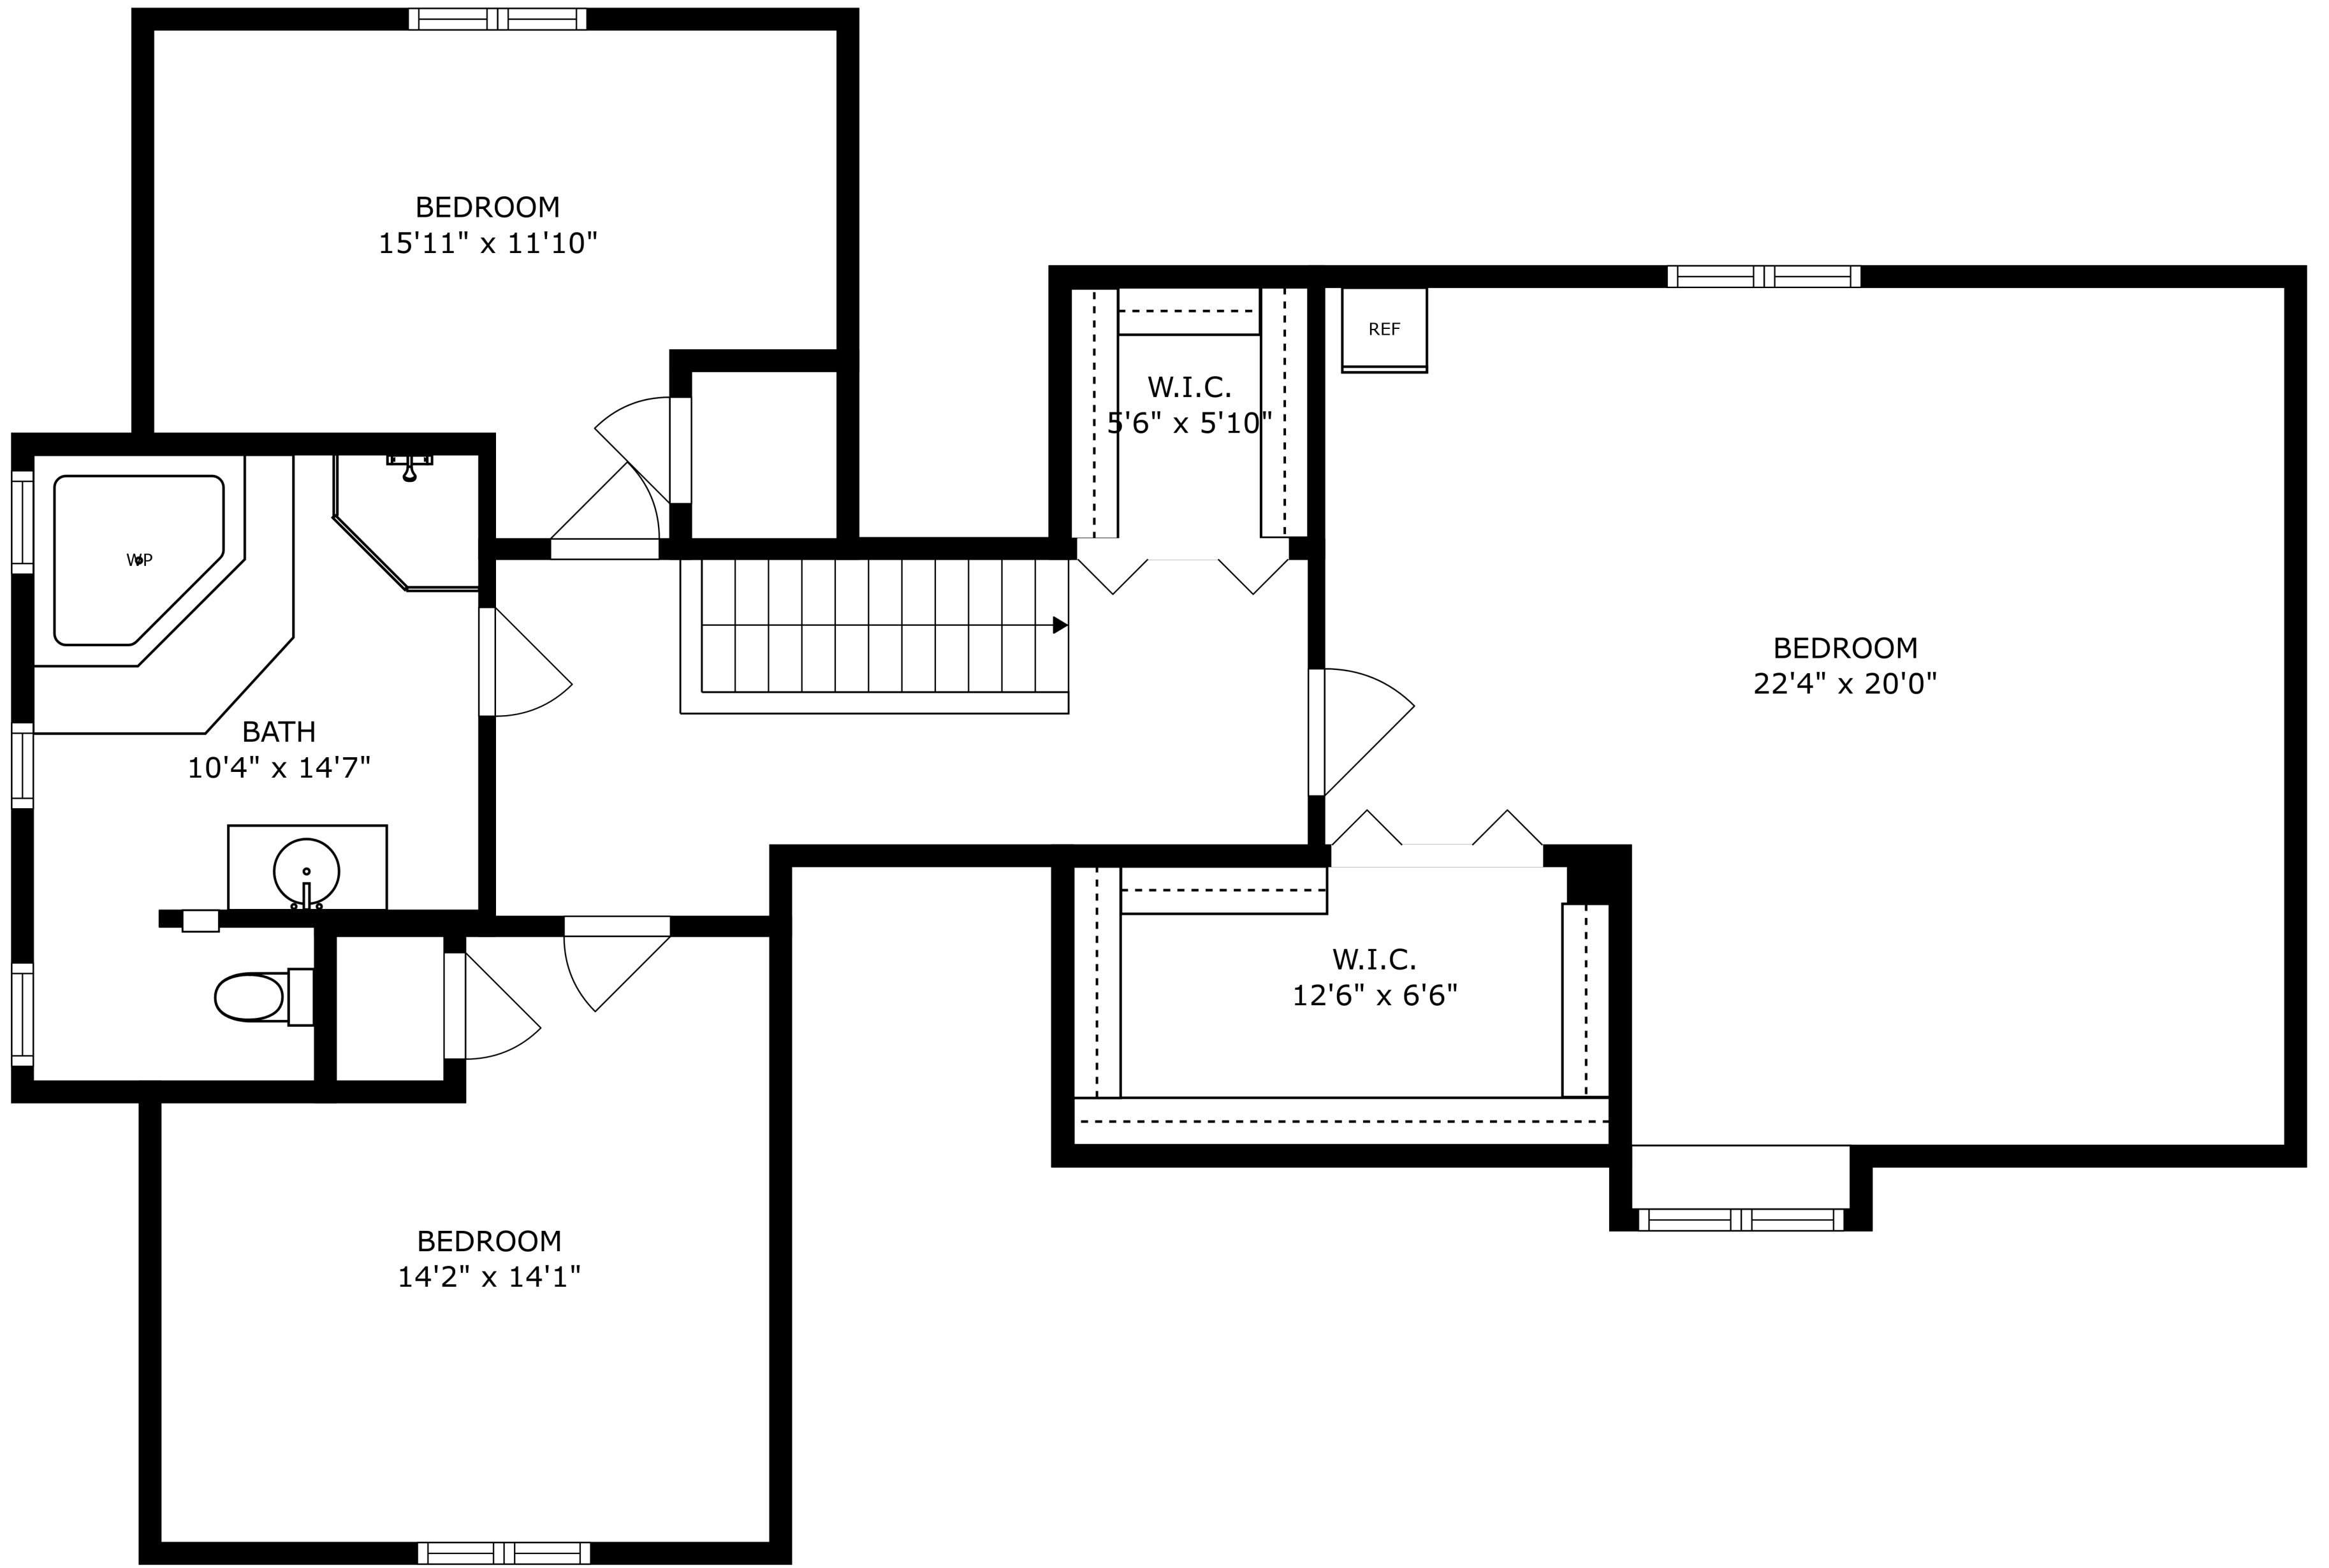 BEDROOM
15'11" x 11'10"
REF
W.I.C.
5'6" x 5'10"
WP
BEDROOM
22'4" x 20'0"
BATH
10'4" x 14'7"
W.I.C.
12'6" x 6'6"
BEDROOM
14'2" x 14'1"